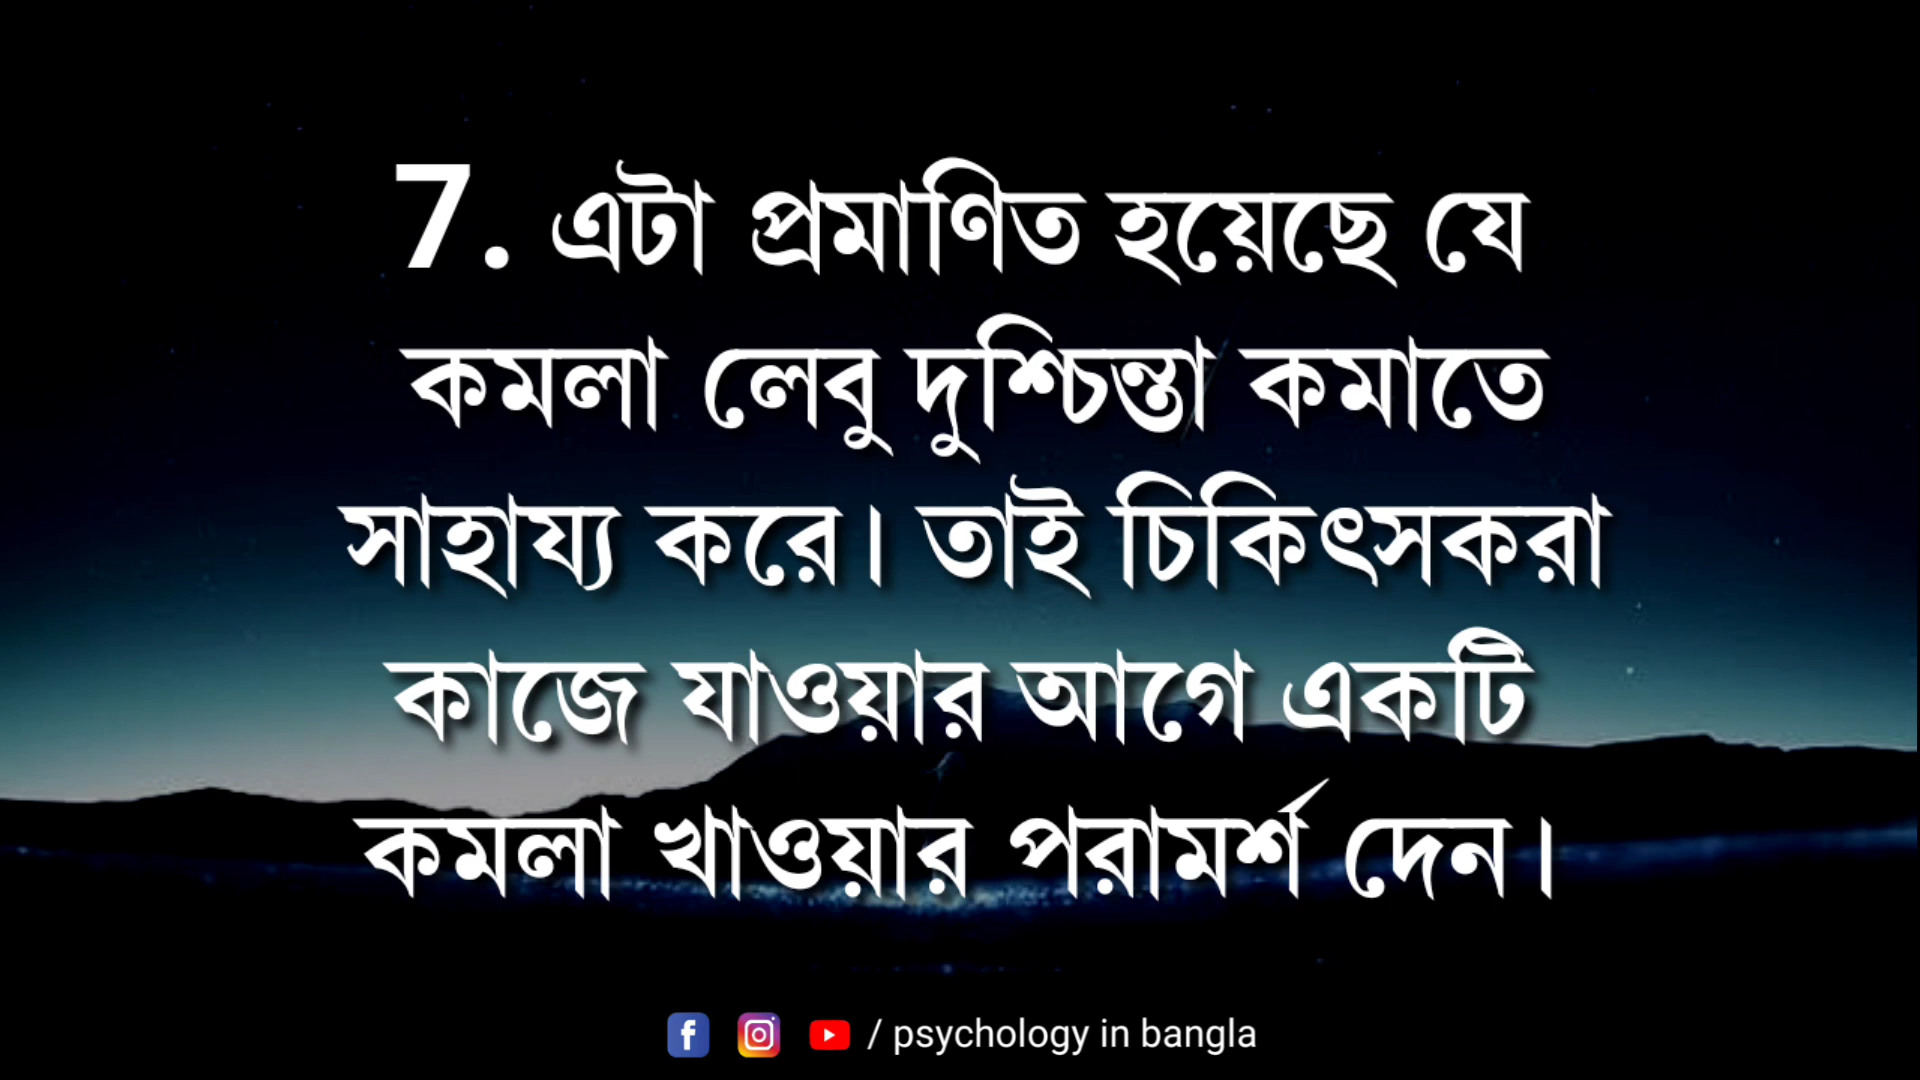 7. এটা প্রমাণিত হয়েছে যে
কমলা লেবু দুশ্চিন্তা কমাতে
সাহায্য করে। তাই চিকিৎসকরা
কাজে যাওয়ার আগে একটি
কমলা খাওয়ার পরামর্শ দেন।
/ psychology in bangla